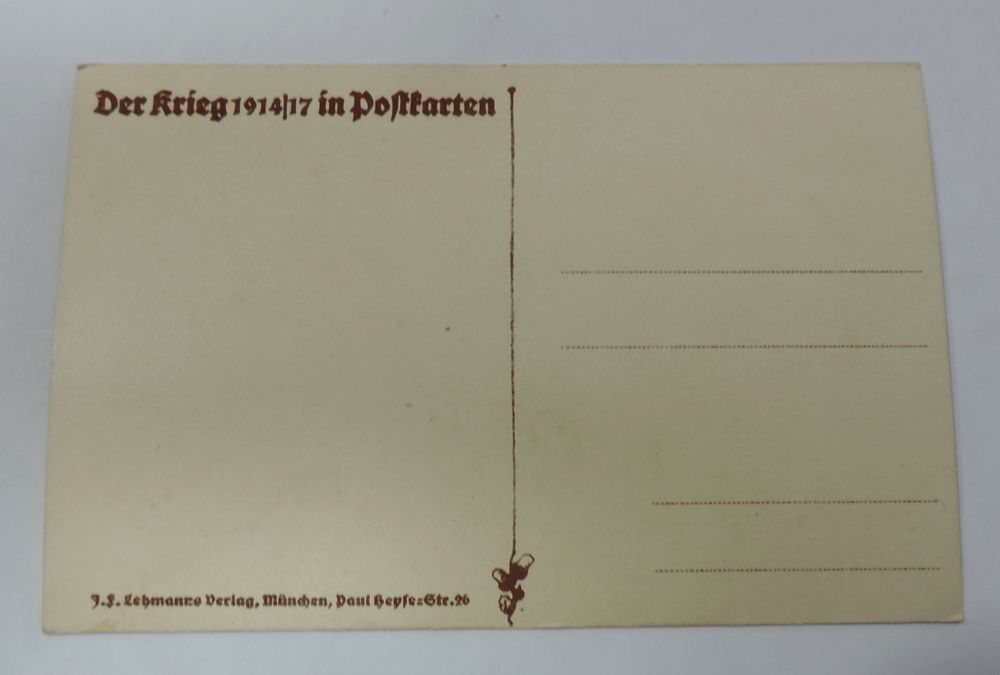 Der Krieg 1914|17 in Postkarten
J.F. Lehmanns Verlag, München, Paul Heyse=Str. 26